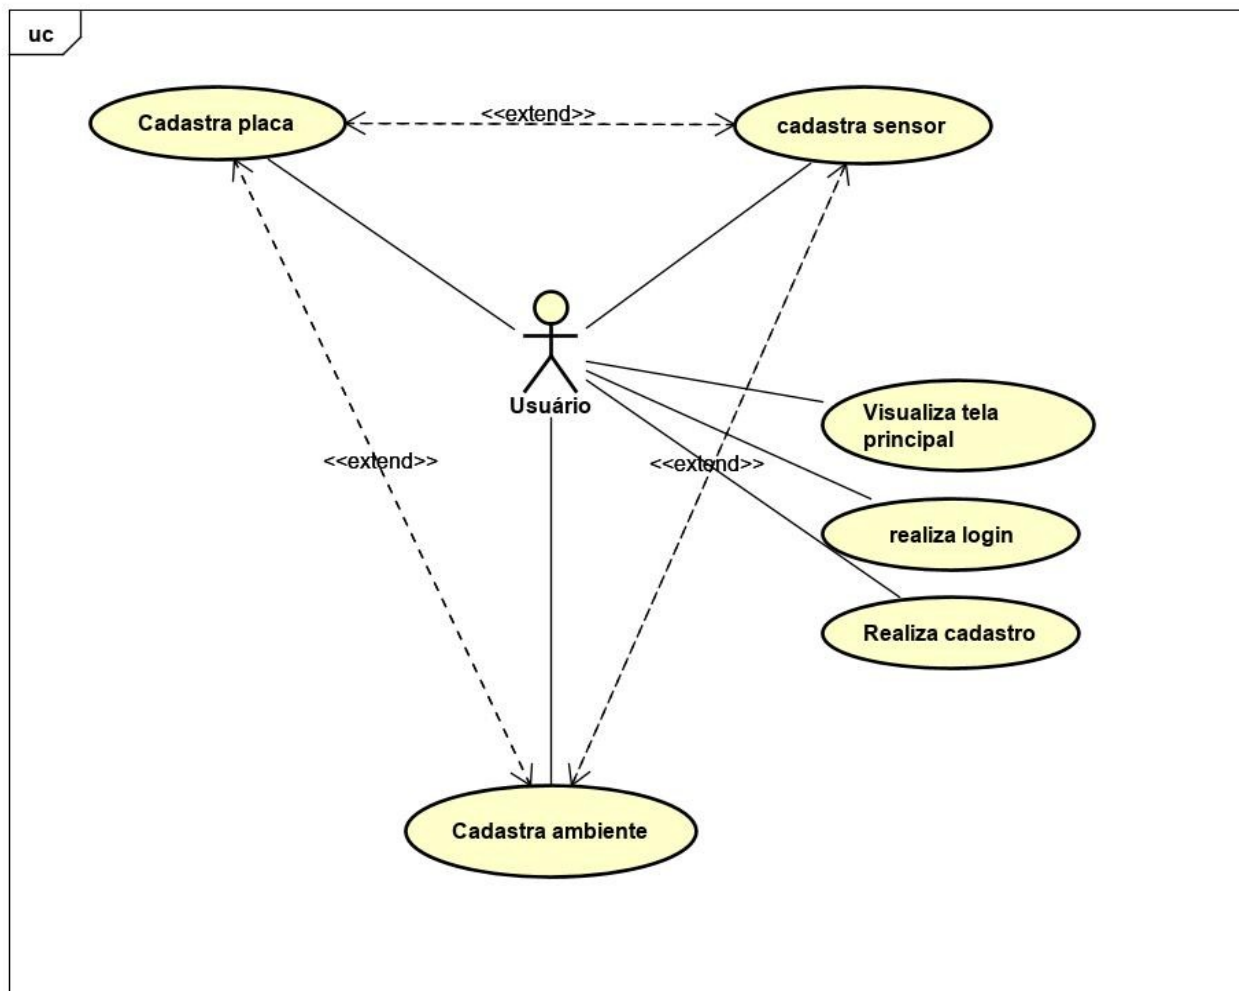 uc
Cadastra placa
<<extend>>
cadastra sensor
Usuário
Visualiza tela
principal
<<extend>>
<<extend>>
realiza login
Realiza cadastro
Cadastra ambiente